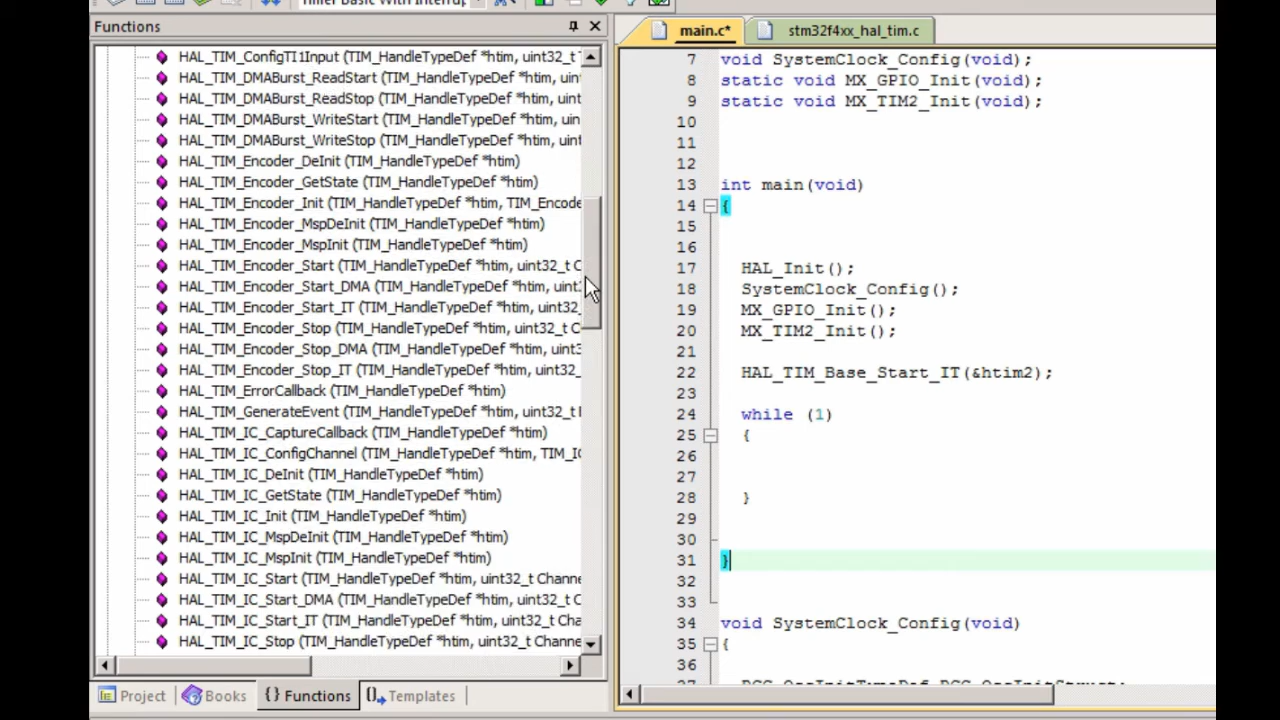 Timer Basic With Interrup
Functions
HAL_TIM_ConfigTI1Input (TIM_HandleTypeDef *htim, uint32_t
HAL_TIM_DMABurst_ReadStart (TIM_HandleTypeDef *htim, uin
HAL_TIM_DMABurst_ReadStop (TIM_HandleTypeDef *htim, uint
HAL_TIM_DMABurst_WriteStart (TIM_HandleTypeDef *htim, uin
HAL_TIM_DMABurst_WriteStop (TIM_HandleTypeDef *htim, uint
HAL_TIM_Encoder_DeInit (TIM_HandleTypeDef *htim)
HAL_TIM_Encoder_GetState (TIM_HandleTypeDef *htim)
HAL_TIM_Encoder_Init (TIM_HandleTypeDef *htim, TIM_Encode
HAL_TIM_Encoder_MspDeInit (TIM_HandleTypeDef *htim)
HAL_TIM_Encoder_MspInit (TIM_HandleTypeDef *htim)
HAL_TIM_Encoder_Start (TIM_HandleTypeDef *htim, uint32_t C
HAL_TIM_Encoder_Start_DMA (TIM_HandleTypeDef *htim, uint
HAL_TIM_Encoder_Start_IT (TIM_HandleTypeDef *htim, uint32_
HAL_TIM_Encoder_Stop (TIM_HandleTypeDef *htim, uint32_t C
HAL_TIM_Encoder_Stop_DMA (TIM_HandleTypeDef *htim, uint3
HAL_TIM_Encoder_Stop_IT (TIM_HandleTypeDef *htim, uint32_
HAL_TIM_ErrorCallback (TIM_HandleTypeDef *htim)
HAL_TIM_GenerateEvent (TIM_HandleTypeDef *htim, uint32_t
HAL_TIM_IC_CaptureCallback (TIM_HandleTypeDef *htim)
HAL_TIM_IC_ConfigChannel (TIM_HandleTypeDef *htim, TIM_IC
HAL_TIM_IC_DeInit (TIM_HandleTypeDef *htim)
HAL_TIM_IC_GetState (TIM_HandleTypeDef *htim)
HAL_TIM_IC_Init (TIM_HandleTypeDef *htim)
HAL_TIM_IC_MspDeInit (TIM_HandleTypeDef *htim)
HAL_TIM_IC_MspInit (TIM_HandleTypeDef *htim)
HAL_TIM_IC_Start (TIM_HandleTypeDef *htim, uint32_t Channe
HAL_TIM_IC_Start_DMA (TIM_HandleTypeDef *htim, uint32_t C
HAL_TIM_IC_Start_IT (TIM_HandleTypeDef *htim, uint32_t Cha
HAL_TIM_IC_Stop (TIM_HandleTypeDef *htim, uint32_t Channe
Project Books {} Functions Templates
main.c* stm32f4xx_hal_tim.c
7 void SystemClock_Config(void);
8 static void MX_GPIO_Init(void);
9 static void MX_TIM2_Init(void);
10
11
12
13 int main(void)
14 {
15
16
17 HAL_Init();
18 SystemClock_Config();
19 MX_GPIO_Init();
20 MX_TIM2_Init();
21
22 HAL_TIM_Base_Start_IT(&htim2);
23
24 while (1)
25 {
26
27
28 }
29
30
31 }
32
33
34 void SystemClock_Config(void)
35 {
36
37 RCC_OscInitTypeDef RCC_OscInitStruct;